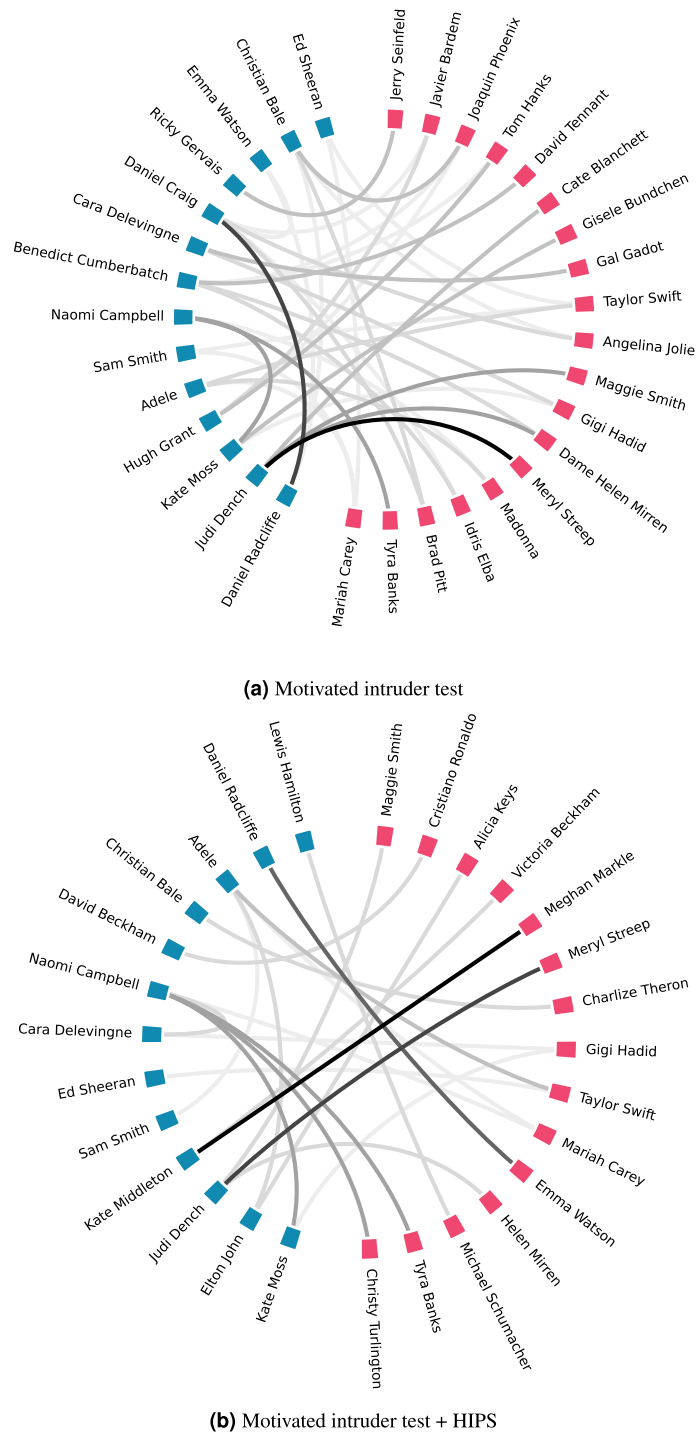 Ed Sheeran
Christian Bale
Emma Watson
Ricky Gervais
Daniel Craig
Cara Delevingne
Benedict Cumberbatch
Naomi Campbell
Sam Smith
Adele
Hugh Grant
Kate Moss
Judi Dench
Daniel Radcliffe
Jerry Seinfeld
Javier Bardem
Joaquin Phoenix
Tom Hanks
David Tennant
Cate Blanchett
Gisele Bundchen
Gal Gadot
Taylor Swift
Angelina Jolie
Maggie Smith
Gigi Hadid
Dame Helen Mirren
Meryl Streep
Madonna
Idris Elba
Brad Pitt
Tyra Banks
Mariah Carey
(a) Motivated intruder test
Lewis Hamilton
Daniel Radcliffe
Adele
Christian Bale
David Beckham
Naomi Campbell
Cara Delevingne
Ed Sheeran
Sam Smith
Kate Middleton
Judi Dench
Elton John
Kate Moss
Maggie Smith
Cristiano Ronaldo
Alicia Keys
Victoria Beckham
Meghan Markle
Meryl Streep
Charlize Theron
Gigi Hadid
Taylor Swift
Mariah Carey
Emma Watson
Helen Mirren
Michael Schumacher
Tyra Banks
Christy Turlington
(b) Motivated intruder test + HIPS